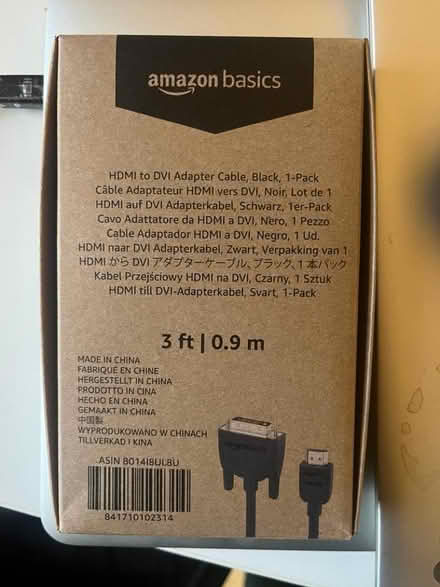 amazon basics
HDMI to DVI Adapter Cable, Black, 1-Pack
Câble Adaptateur HDMI vers DVI, Noir, Lot de 1
HDMI auf DVI Adapterkabel, Schwarz, 1er-Pack
Cavo Adattatore da HDMI a DVI, Nero, 1 Pezzo
Cable Adaptador HDMI a DVI, Negro, 1 Ud.
HDMI naar DVI Adapterkabel, Zwart, Verpakking van 1
HDMI から DVI アダプターケーブル、ブラック、1 本パック
Kabel Przejściowy HDMI na DVI, Czarny, 1 Sztuk
HDMI till DVI-Adapterkabel, Svart, 1-Pack
3 ft | 0.9 m
MADE IN CHINA
FABRIQUÉ EN CHINE
HERGESTELLT IN CHINA
PRODOTTO IN CINA
HECHO EN CHINA
GEMAAKT IN CHINA
中国製
WYPRODUKOWANO W CHINACH
TILLVERKAD I KINA
ASIN B014I8UL8U
841710102314